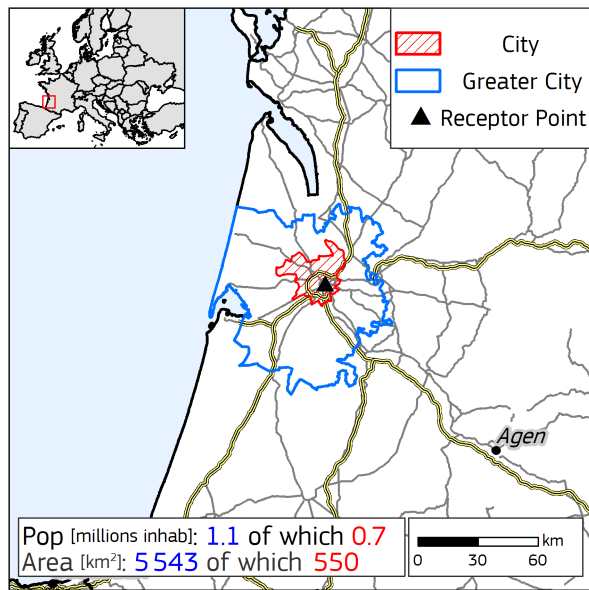 City
Greater City
Receptor Point
Agen
Pop [millions inhab]: 1.1 of which 0.7
Area [km²]: 5 543 of which 550
km
0 30 60